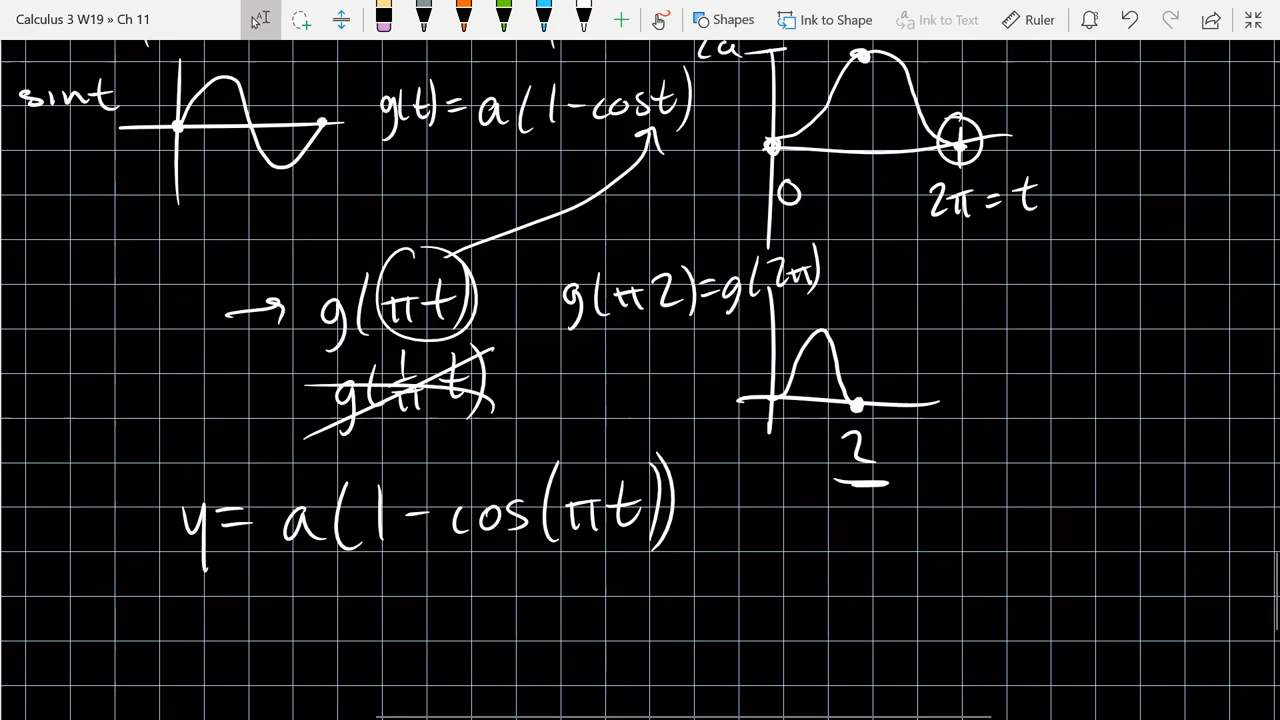 Calculus 3 W19 » Ch 11
Shapes Ink to Shape Ink to Text Ruler
2a
sint
g(t) = a(1 - cost)
0
2π = t
→ g(πt)
g(π2) = g(2π)
g(1/π t)
2
y = a(1 - cos(πt))